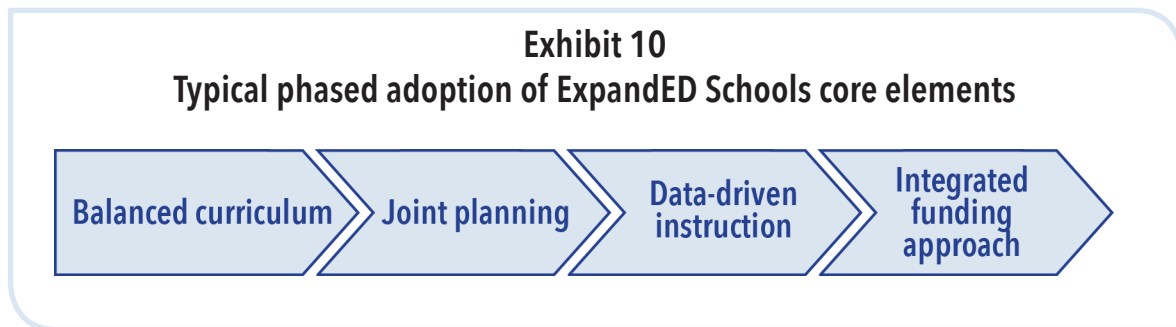 Exhibit 10
Typical phased adoption of ExpandED Schools core elements
Balanced curriculum
Joint planning
Data-driven
instruction
Integrated
funding
approach